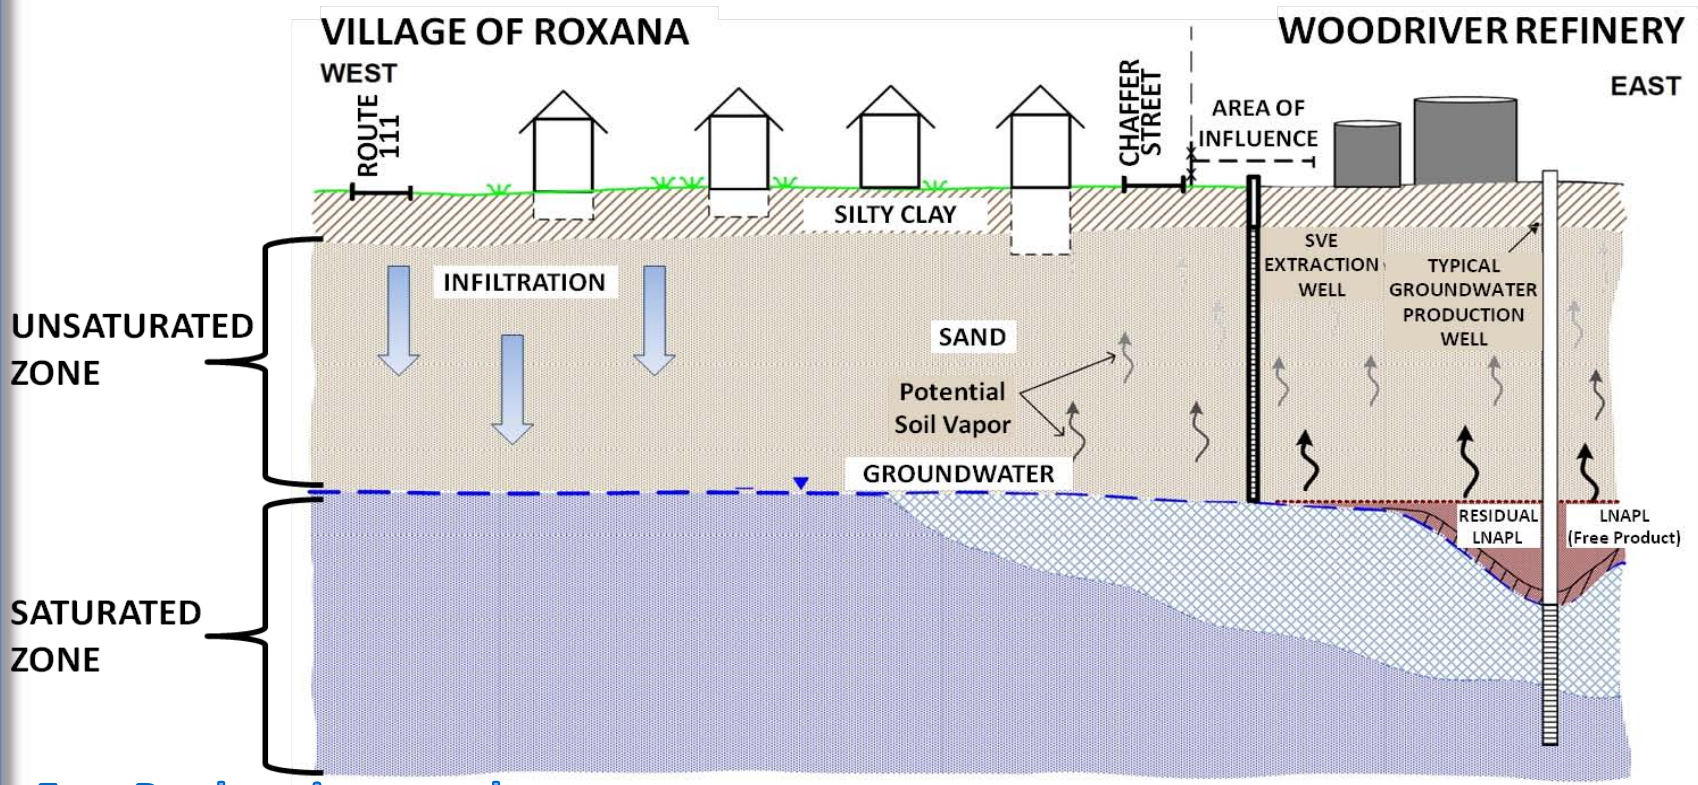 VILLAGE OF ROXANA
WOODRIVER REFINERY
WEST
EAST
ROUTE
111
CHAFFER
STREET
AREA OF
INFLUENCE
SILTY CLAY
SVE
EXTRACTION
WELL
TYPICAL
GROUNDWATER
PRODUCTION
WELL
INFILTRATION
UNSATURATED
ZONE
SAND
Potential
Soil Vapor
GROUNDWATER
RESIDUAL
LNAPL
LNAPL
(Free Product)
SATURATED
ZONE